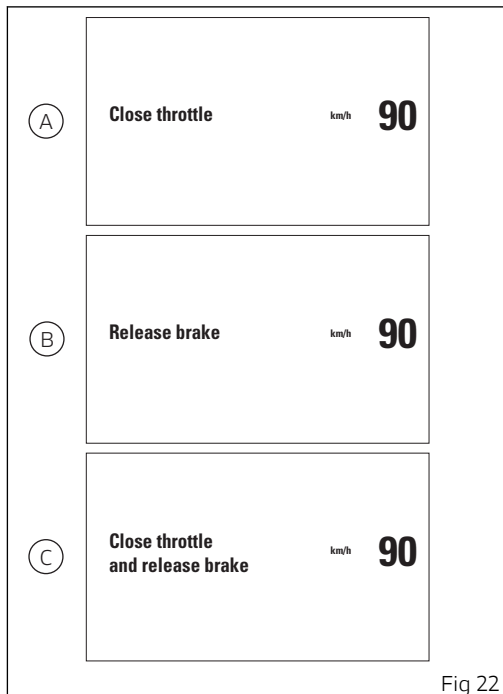 A
Close throttle
km/h 90
B
Release brake
km/h 90
C
Close throttle
and release brake
km/h 90
Fig 22